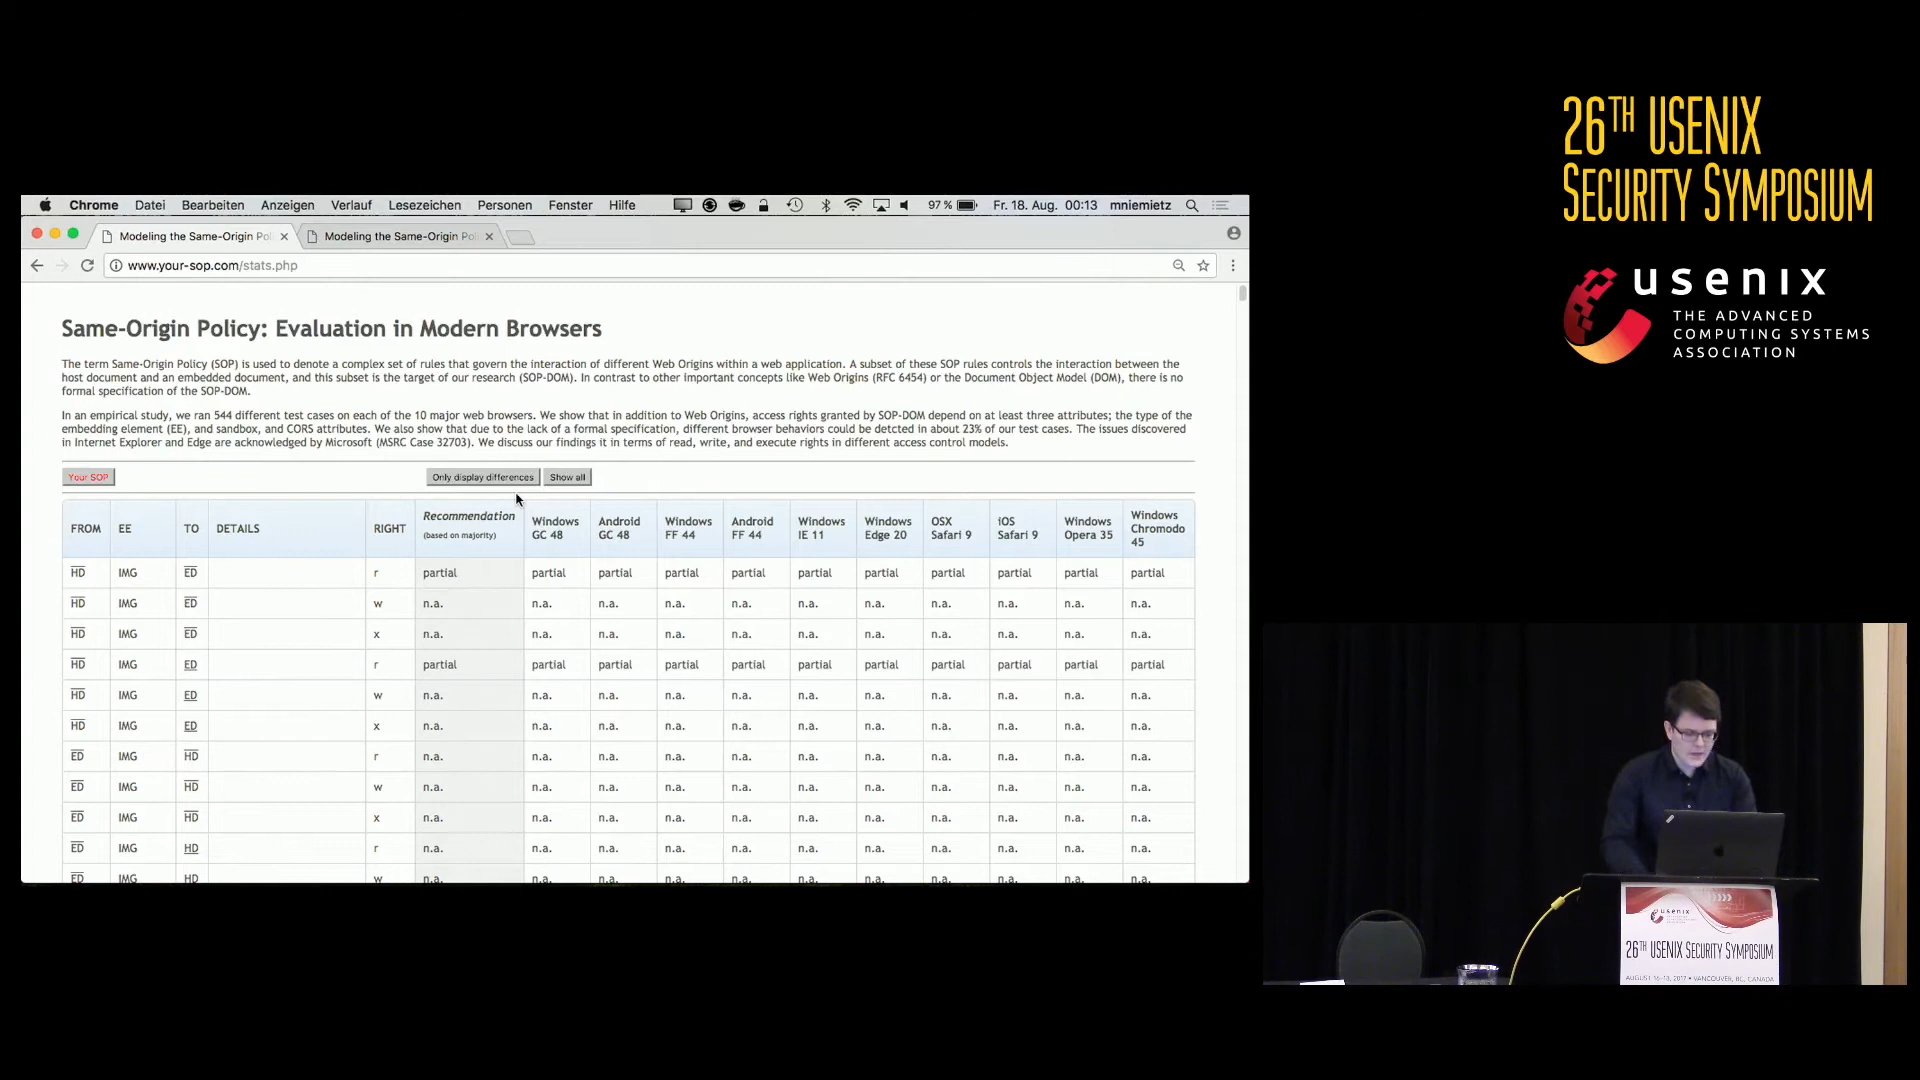 26TH USENIX
SECURITY SYMPOSIUM
usenix
THE ADVANCED
COMPUTING SYSTEMS
ASSOCIATION
Chrome Datei Bearbeiten Anzeigen Verlauf Lesezeichen Personen Fenster Hilfe 97 % Fr. 18. Aug. 00:13 mniemietz
Modeling the Same-Origin Pol Modeling the Same-Origin Pol
www.your-sop.com/stats.php
Same-Origin Policy: Evaluation in Modern Browsers
The term Same-Origin Policy (SOP) is used to denote a complex set of rules that govern the interaction of different Web Origins within a web application. A subset of these SOP rules controls the interaction between the
host document and an embedded document, and this subset is the target of our research (SOP-DOM). In contrast to other important concepts like Web Origins (RFC 6454) or the Document Object Model (DOM), there is no
formal specification of the SOP-DOM.
In an empirical study, we ran 544 different test cases on each of the 10 major web browsers. We show that in addition to Web Origins, access rights granted by SOP-DOM depend on at least three attributes; the type of the
embedding element (EE), and sandbox, and CORS attributes. We also show that due to the lack of a formal specification, different browser behaviors could be detcted in about 23% of our test cases. The issues discovered
in Internet Explorer and Edge are acknowledged by Microsoft (MSRC Case 32703). We discuss our findings it in terms of read, write, and execute rights in different access control models.
Your SOP Only display differences Show all
FROM EE TO DETAILS RIGHT Recommendation (based on majority) Windows GC 48 Android GC 48 Windows FF 44 Android FF 44 Windows IE 11 Windows Edge 20 OSX Safari 9 iOS Safari 9 Windows Opera 35 Windows Chromodo 45
HD IMG ED r partial partial partial partial partial partial partial partial partial partial partial
HD IMG ED w n.a. n.a. n.a. n.a. n.a. n.a. n.a. n.a. n.a. n.a. n.a.
HD IMG ED x n.a. n.a. n.a. n.a. n.a. n.a. n.a. n.a. n.a. n.a. n.a.
HD IMG ED r partial partial partial partial partial partial partial partial partial partial partial
HD IMG ED w n.a. n.a. n.a. n.a. n.a. n.a. n.a. n.a. n.a. n.a. n.a.
HD IMG ED x n.a. n.a. n.a. n.a. n.a. n.a. n.a. n.a. n.a. n.a. n.a.
ED IMG HD r n.a. n.a. n.a. n.a. n.a. n.a. n.a. n.a. n.a. n.a. n.a.
ED IMG HD w n.a. n.a. n.a. n.a. n.a. n.a. n.a. n.a. n.a. n.a. n.a.
ED IMG HD x n.a. n.a. n.a. n.a. n.a. n.a. n.a. n.a. n.a. n.a. n.a.
ED IMG HD r n.a. n.a. n.a. n.a. n.a. n.a. n.a. n.a. n.a. n.a. n.a.
ED IMG HD w n.a. n.a. n.a. n.a. n.a. n.a. n.a. n.a. n.a. n.a. n.a.
usenix
26TH USENIX SECURITY SYMPOSIUM
AUGUST 16–18, 2017 • VANCOUVER, BC, CANADA